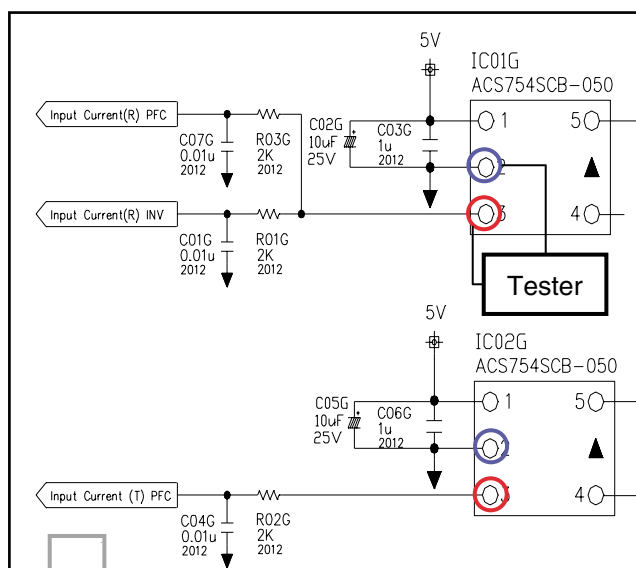 5V
IC01G
ACS754SCB-050
Input Current(R) PFC
C07G
0.01u
2012
R03G
2K
2012
C02G
10uF
25V
C03G
1u
2012
1
2
3
5
4
Input Current(R) INV
C01G
0.01u
2012
R01G
2K
2012
Tester
5V
IC02G
ACS754SCB-050
C05G
10uF
25V
C06G
1u
2012
1
2
3
5
4
Input Current (T) PFC
C04G
0.01u
2012
R02G
2K
2012